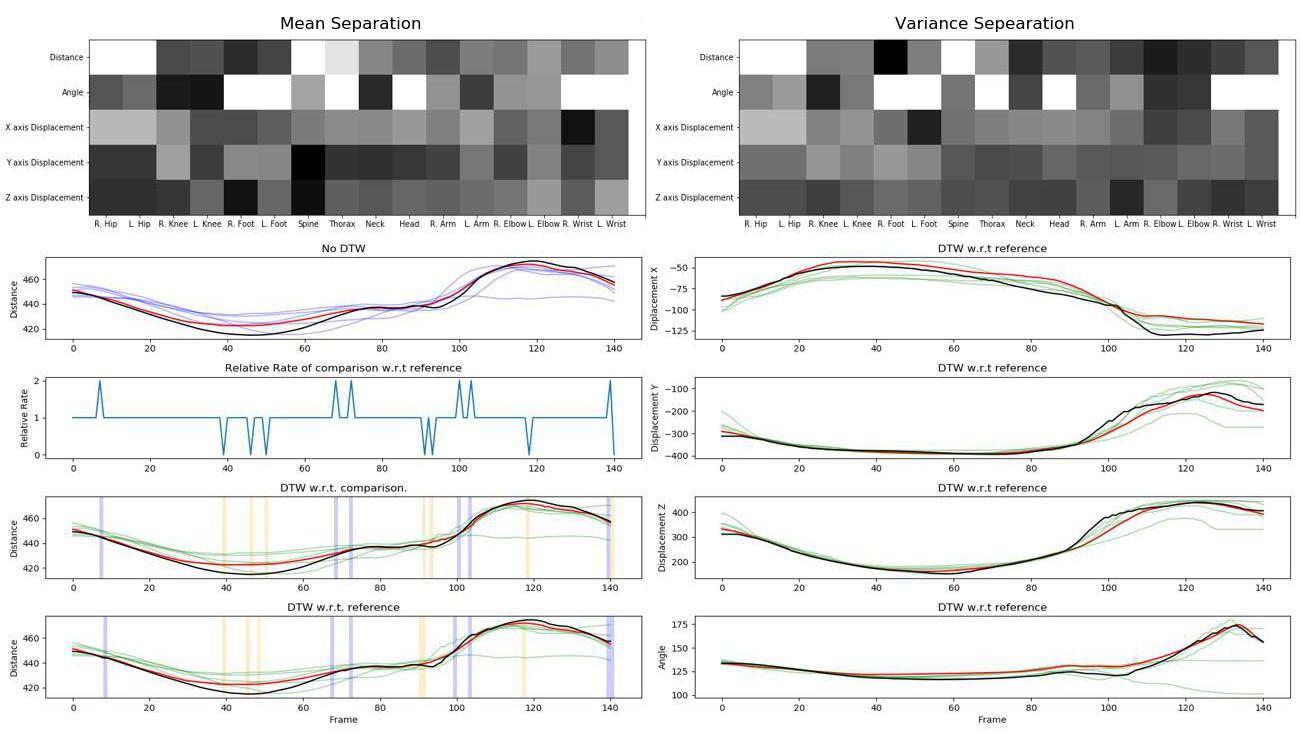 Mean Separation
Variance Sepearation
Distance
Angle
X axis Displacement
Y axis Displacement
Z axis Displacement
R. Hip L. Hip R. Knee L. Knee R. Foot L. Foot Spine Thorax Neck Head R. Arm L. Arm R. Elbow L. Elbow R. Wrist L. Wrist
Distance
Angle
X axis Displacement
Y axis Displacement
Z axis Displacement
R. Hip L. Hip R. Knee L. Knee R. Foot L. Foot Spine Thorax Neck Head R. Arm L. Arm R. Elbow L. Elbow R. Wrist L. Wrist
No DTW
Distance
460
440
420
0 20 40 60 80 100 120 140
DTW w.r.t reference
Diplacement X
−50
−75
−100
−125
0 20 40 60 80 100 120 140
Relative Rate of comparison w.r.t reference
Relative Rate
2
1
0
0 20 40 60 80 100 120 140
DTW w.r.t reference
Displacement Y
−100
−200
−300
−400
0 20 40 60 80 100 120 140
DTW w.r.t. comparison.
Distance
460
440
420
0 20 40 60 80 100 120 140
DTW w.r.t reference
Displacement Z
400
300
200
0 20 40 60 80 100 120 140
DTW w.r.t. reference
Distance
460
440
420
0 20 40 60 80 100 120 140
Frame
DTW w.r.t reference
Angle
175
150
125
100
0 20 40 60 80 100 120 140
Frame